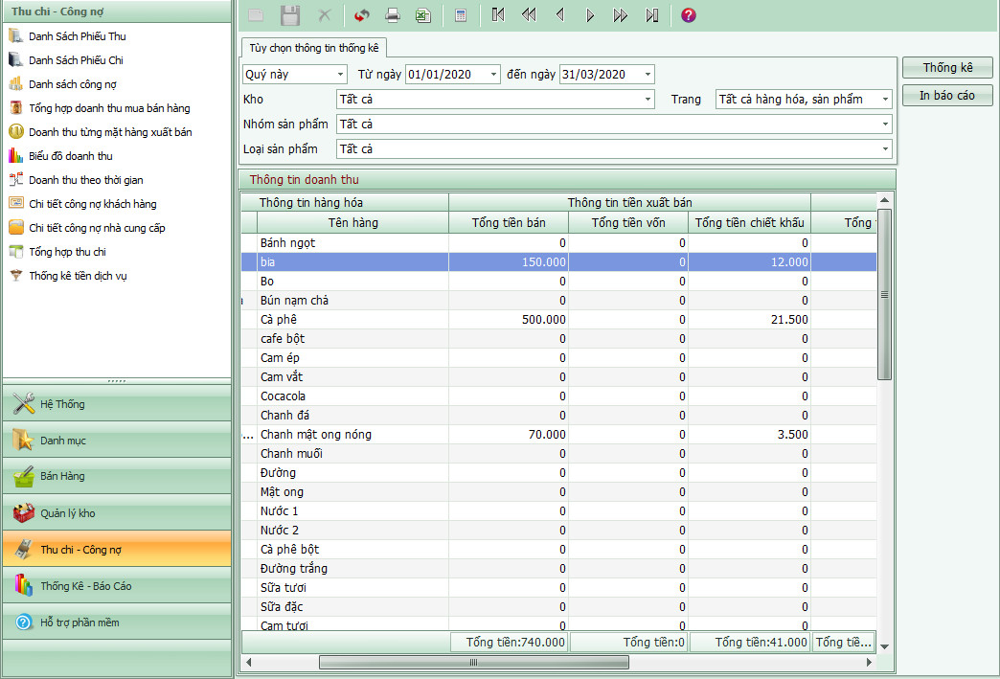 Thu chi - Công nợ
Danh Sách Phiếu Thu
Danh Sách Phiếu Chi
Danh sách công nợ
Tổng hợp doanh thu mua bán hàng
Doanh thu từng mặt hàng xuất bán
Biểu đồ doanh thu
Doanh thu theo thời gian
Chi tiết công nợ khách hàng
Chi tiết công nợ nhà cung cấp
Tổng hợp thu chi
Thống kê tiền dịch vụ
Hệ Thống
Danh mục
Bán Hàng
Quản lý kho
Thu chi - Công nợ
Thống Kê - Báo Cáo
Hỗ trợ phần mềm
Tùy chọn thông tin thống kê
Quý này Từ ngày 01/01/2020 đến ngày 31/03/2020
Kho Tất cả Trang Tất cả hàng hóa, sản phẩm
Nhóm sản phẩm Tất cả
Loại sản phẩm Tất cả
Thống kê
In báo cáo
Thông tin doanh thu
Thông tin hàng hóa Thông tin tiền xuất bán
Tên hàng Tổng tiền bán Tổng tiền vốn Tổng tiền chiết khấu Tổng
Bánh ngọt 0 0 0
bia 150.000 0 12.000
Bo 0 0 0
Bún nạm chả 0 0 0
Cà phê 500.000 0 21.500
cafe bột 0 0 0
Cam ép 0 0 0
Cam vắt 0 0 0
Cocacola 0 0 0
Chanh đá 0 0 0
... Chanh mật ong nóng 70.000 0 3.500
Chanh muối 0 0 0
Đường 0 0 0
Mật ong 0 0 0
Nước 1 0 0 0
Nước 2 0 0 0
Cà phê bột 0 0 0
Đường trắng 0 0 0
Sữa tươi 0 0 0
Sữa đặc 0 0 0
Cam tươi 0 0 0
Tổng tiền:740.000 Tổng tiền:0 Tổng tiền:41.000 Tổng tiề...